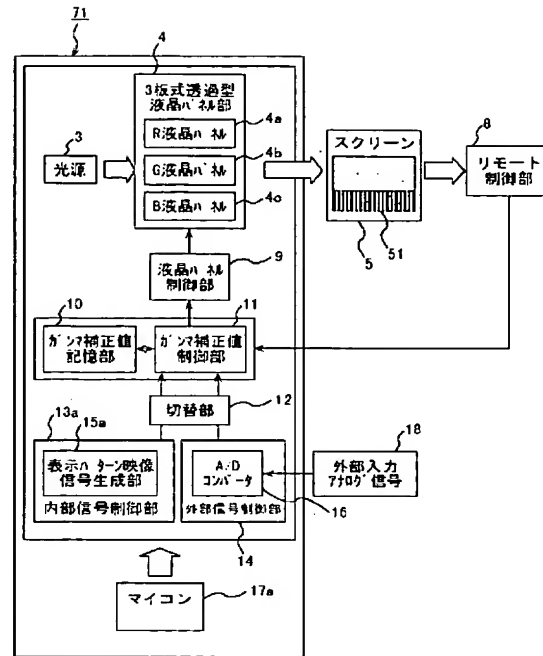 71
4
3板式透過型
液晶パネル部
4a
R液晶パネル
4b
G液晶パネル
4c
B液晶パネル
3
光源
スクリーン
51
5
8
リモート
制御部
9
液晶パネル
制御部
10
ガンマ補正値
記憶部
11
ガンマ補正値
制御部
12
切替部
13a
15a
表示パターン映像
信号生成部
内部信号制御部
A/D
コンバータ
16
外部信号制御部
14
18
外部入力
アナログ信号
マイコン
17a